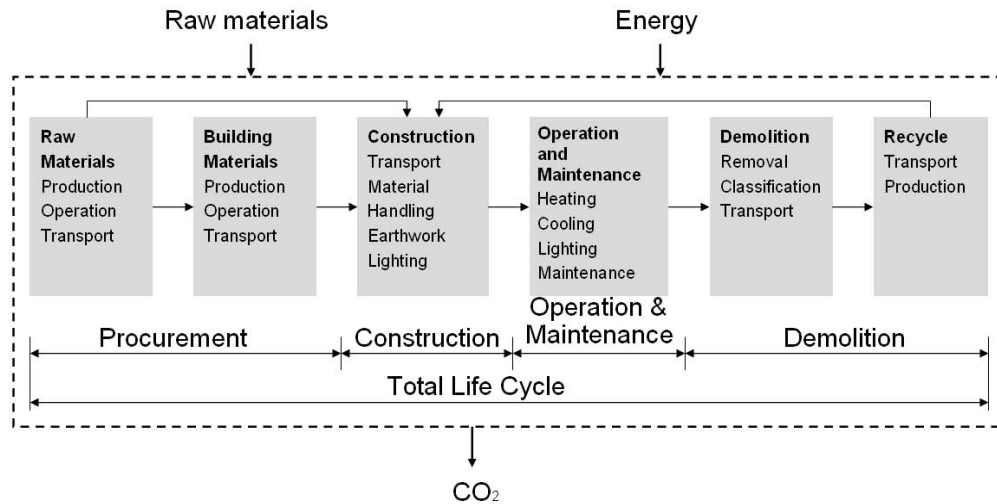 Raw materials
Energy
Raw
Materials
Production
Operation
Transport
Building
Materials
Production
Operation
Transport
Construction
Transport
Material
Handling
Earthwork
Lighting
Operation
and
Maintenance
Heating
Cooling
Lighting
Maintenance
Demolition
Removal
Classification
Transport
Recycle
Transport
Production
Procurement
Construction
Operation &
Maintenance
Demolition
Total Life Cycle
CO₂